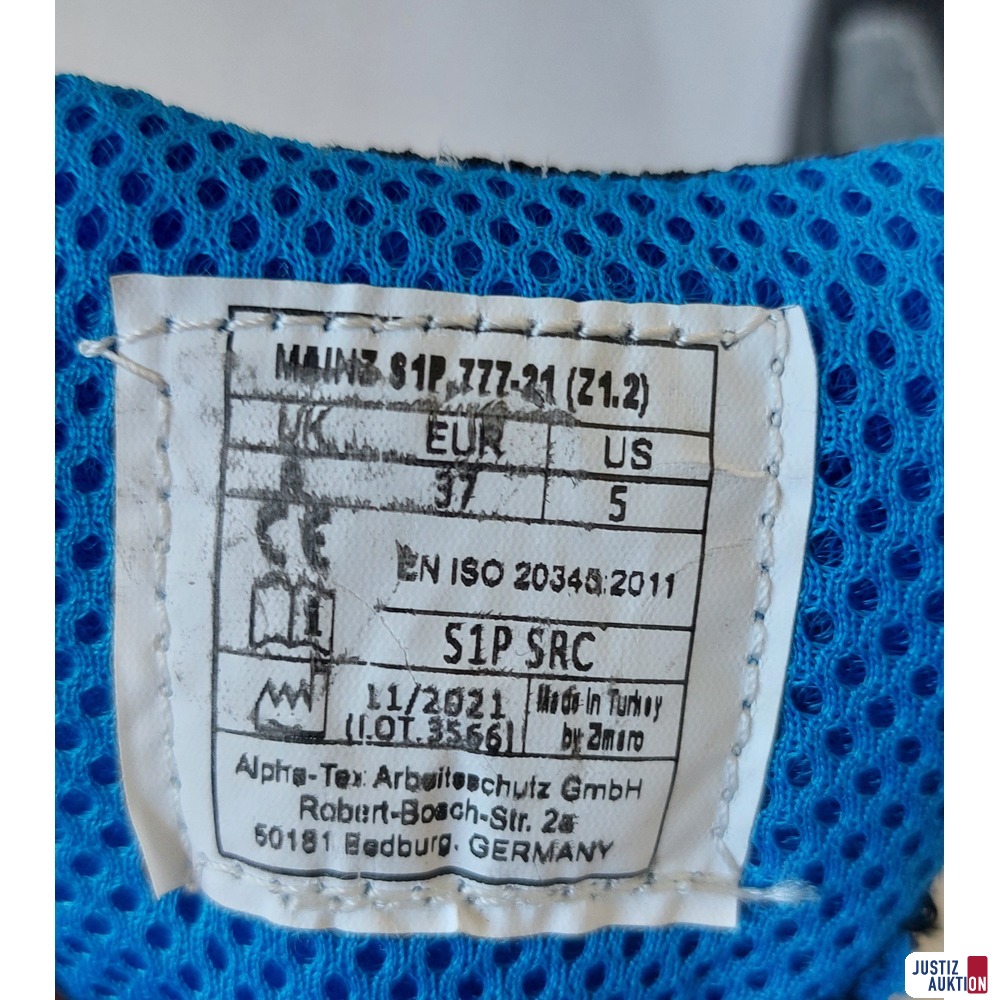 MAINZ S1P 777-21 (Z1.2)
UK EUR US
37 5
CE
EN ISO 20345:2011
i
S1P SRC
11/2021
(LOT.3566)
Made In Turkey
by Zmero
Alpha-Tex Arbeitsschutz GmbH
Robert-Bosch-Str. 2a
50181 Bedburg. GERMANY
JUSTIZ
AUKTION